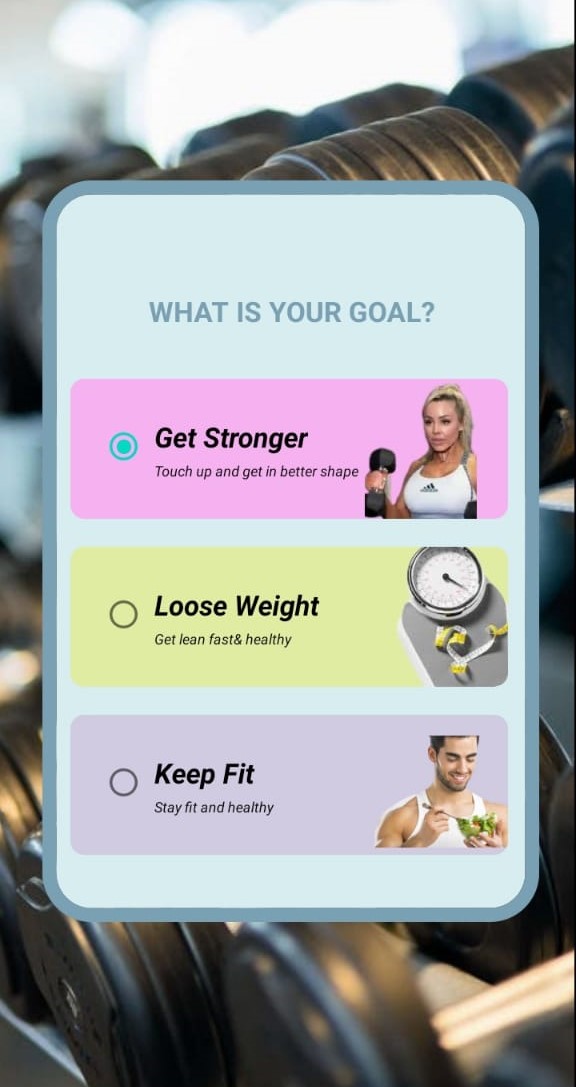 WHAT IS YOUR GOAL?
Get Stronger
Touch up and get in better shape
Loose Weight
Get lean fast& healthy
Keep Fit
Stay fit and healthy